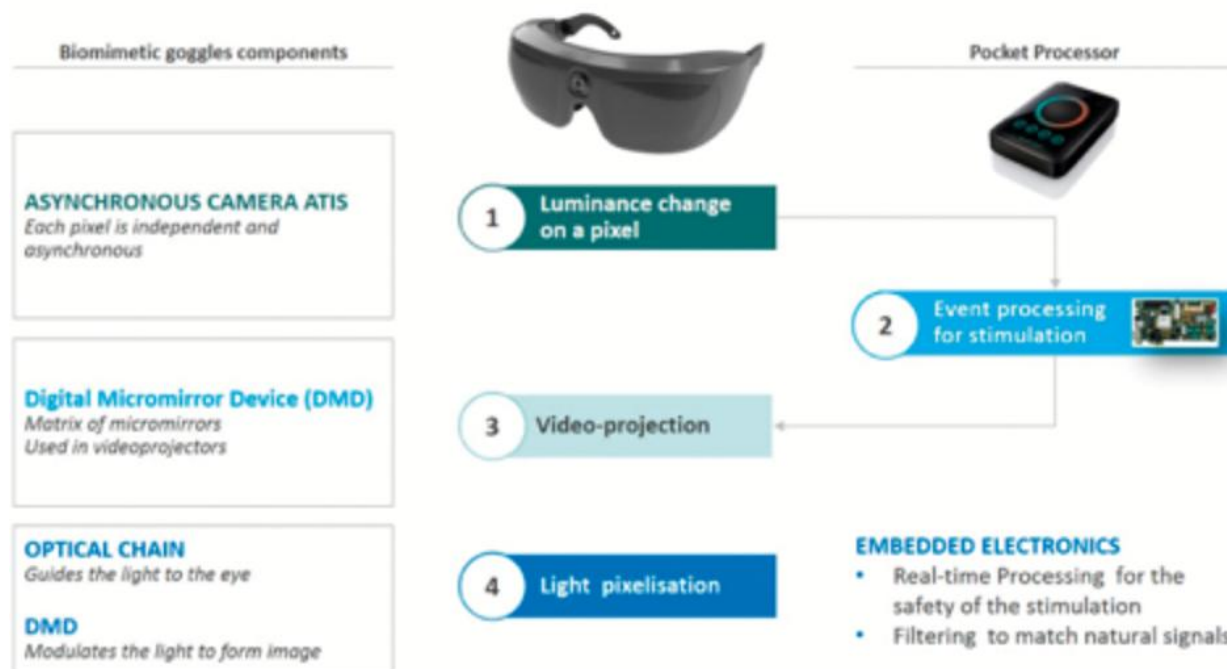 Biomimetic goggles components
Pocket Processor
ASYNCHRONOUS CAMERA ATIS
Each pixel is independent and
asynchronous
1
Luminance change
on a pixel
2
Event processing
for stimulation
Digital Micromirror Device (DMD)
Matrix of micromirrors
Used in videoprojectors
3
Video-projection
OPTICAL CHAIN
Guides the light to the eye
DMD
Modulates the light to form image
4
Light pixelisation
EMBEDDED ELECTRONICS
• Real-time Processing for the
safety of the stimulation
• Filtering to match natural signals